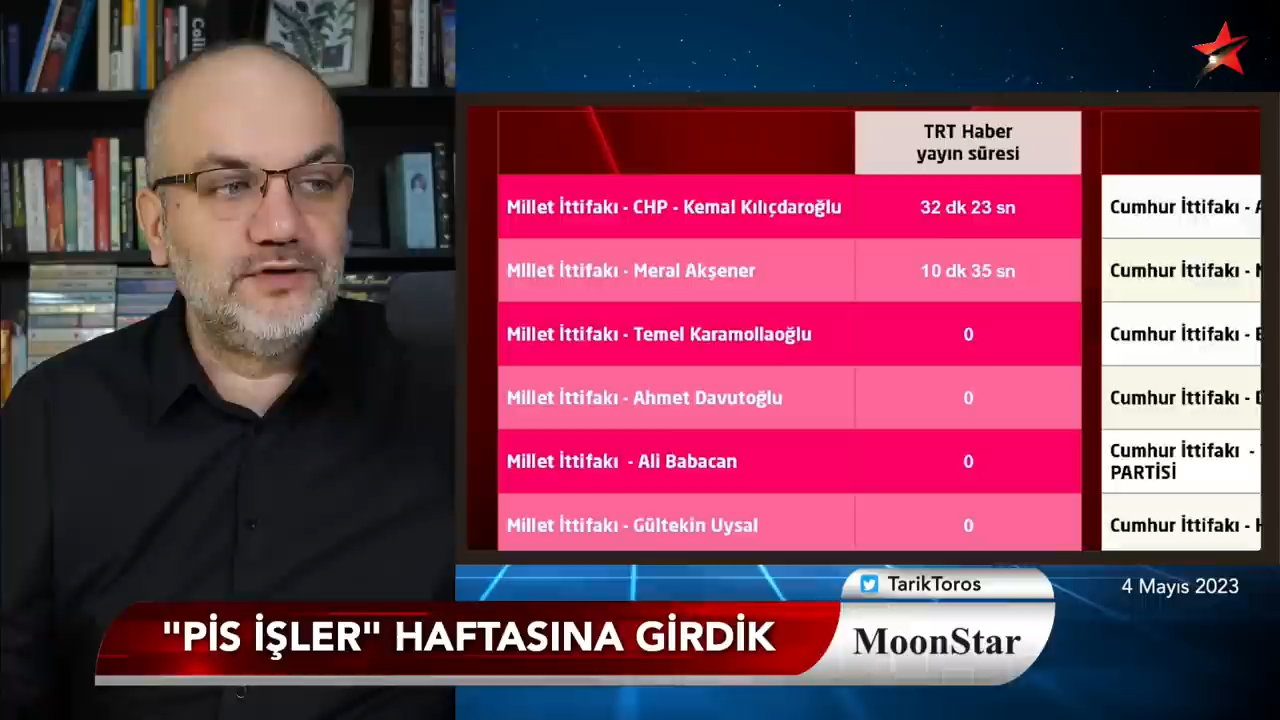 Colli
TRT Haber
yayın süresi
Millet İttifakı - CHP - Kemal Kılıçdaroğlu 32 dk 23 sn
Millet İttifakı - Meral Akşener 10 dk 35 sn
Millet İttifakı - Temel Karamollaoğlu 0
Millet İttifakı - Ahmet Davutoğlu 0
Millet İttifakı - Ali Babacan 0
Millet İttifakı - Gültekin Uysal 0
Cumhur İttifakı -
Cumhur İttifakı -
Cumhur İttifakı -
Cumhur İttifakı -
Cumhur İttifakı -
PARTİSİ
Cumhur İttifakı -
TarikToros
4 Mayıs 2023
"PİS İŞLER" HAFTASINA GİRDİK
MoonStar